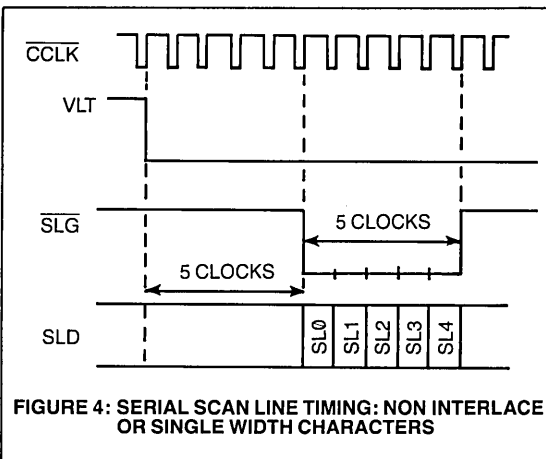 CCLK
VLT
SLG
5 CLOCKS
5 CLOCKS
SLD
SL0
SL1
SL2
SL3
SL4
FIGURE 4: SERIAL SCAN LINE TIMING: NON INTERLACE
OR SINGLE WIDTH CHARACTERS